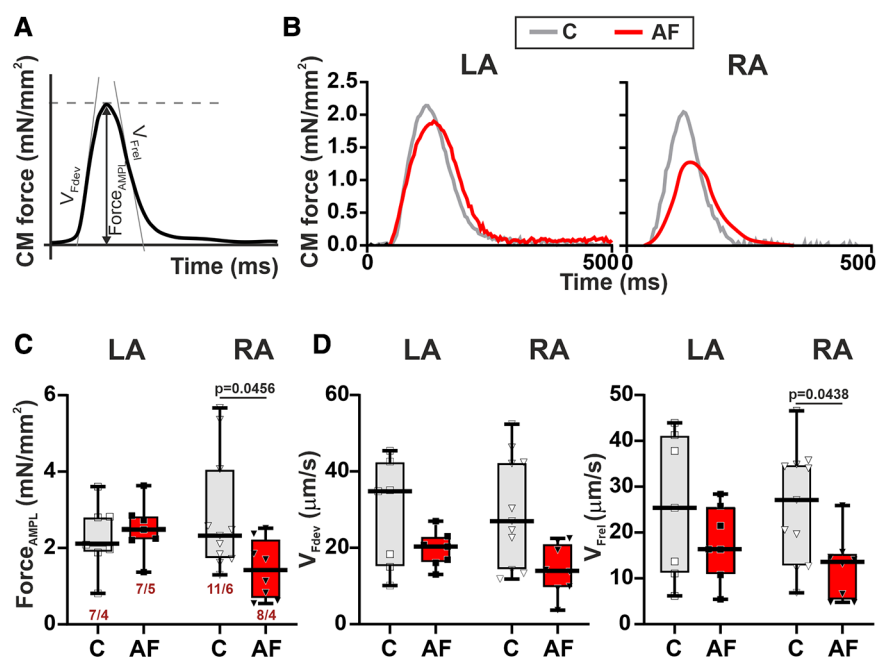 A
CM force (mN/mm²)
V_Fdev
Force_AMPL
V_Frel
Time (ms)
B
C AF
LA RA
CM force (mN/mm²)
2.5
2.0
1.5
1.0
0.5
0.0
0 500 0 500
Time (ms)
C
LA RA
Force_AMPL (mN/mm²)
p=0.0456
6
4
2
0
7/4 7/5 11/6 8/4
C AF C AF
D
LA RA
V_Fdev (μm/s)
60
40
20
0
C AF C AF
LA RA
V_Frel (μm/s)
p=0.0438
50
40
30
20
10
0
C AF C AF